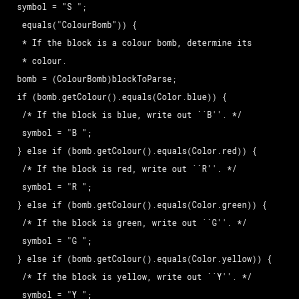 symbol = "S ";
equals("ColourBomb")) {
* If the block is a colour bomb, determine its
* colour.
bomb = (ColourBomb)blockToParse;
if (bomb.getColour().equals(Color.blue)) {
/* If the block is blue, write out ``B''. */
symbol = "B ";
} else if (bomb.getColour().equals(Color.red)) {
/* If the block is red, write out ``R''. */
symbol = "R ";
} else if (bomb.getColour().equals(Color.green)) {
/* If the block is green, write out ``G''. */
symbol = "G ";
} else if (bomb.getColour().equals(Color.yellow)) {
/* If the block is yellow, write out ``Y''. */
symbol = "Y ";